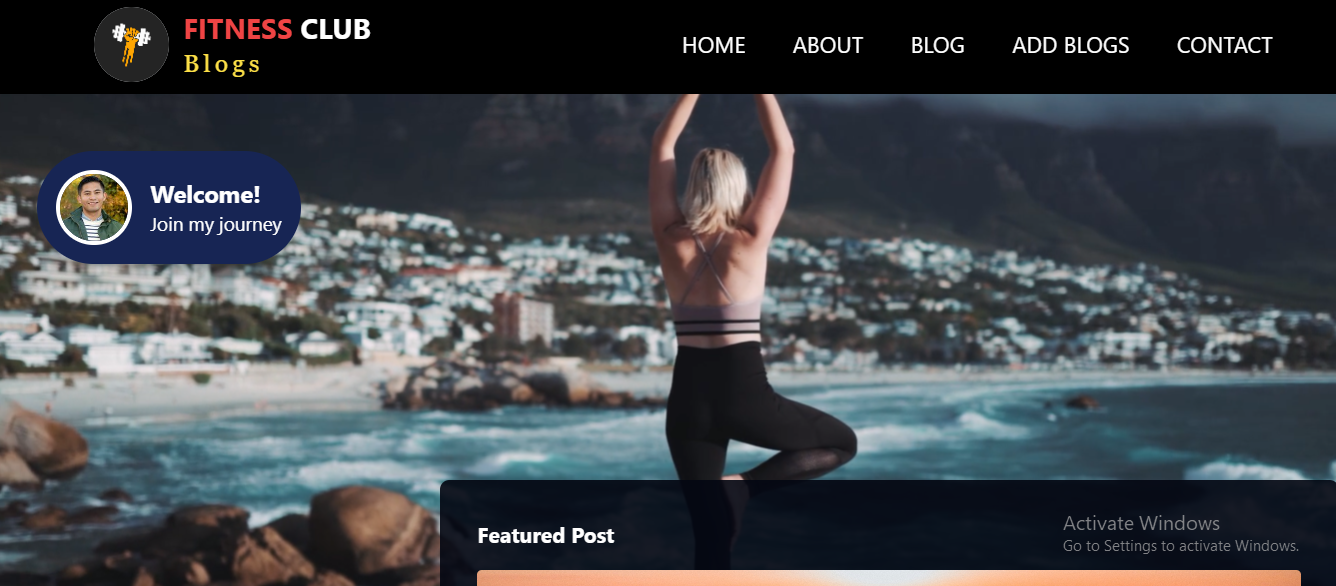 FITNESS CLUB
Blogs
HOME ABOUT BLOG ADD BLOGS CONTACT
Welcome!
Join my journey
Featured Post
Activate Windows
Go to Settings to activate Windows.